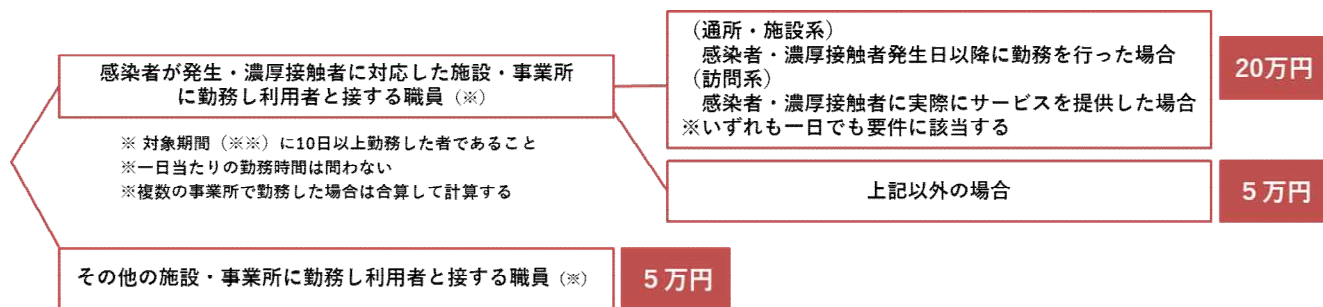 感染者が発生・濃厚接触者に対応した施設・事業所
に勤務し利用者と接する職員（※）
※ 対象期間（※※）に10日以上勤務した者であること
※一日当たりの勤務時間は問わない
※複数の事業所で勤務した場合は合算して計算する
（通所・施設系）
感染者・濃厚接触者発生日以降に勤務を行った場合
（訪問系）
感染者・濃厚接触者に実際にサービスを提供した場合
※いずれも一日でも要件に該当する
20万円
上記以外の場合
５万円
その他の施設・事業所に勤務し利用者と接する職員（※）
５万円